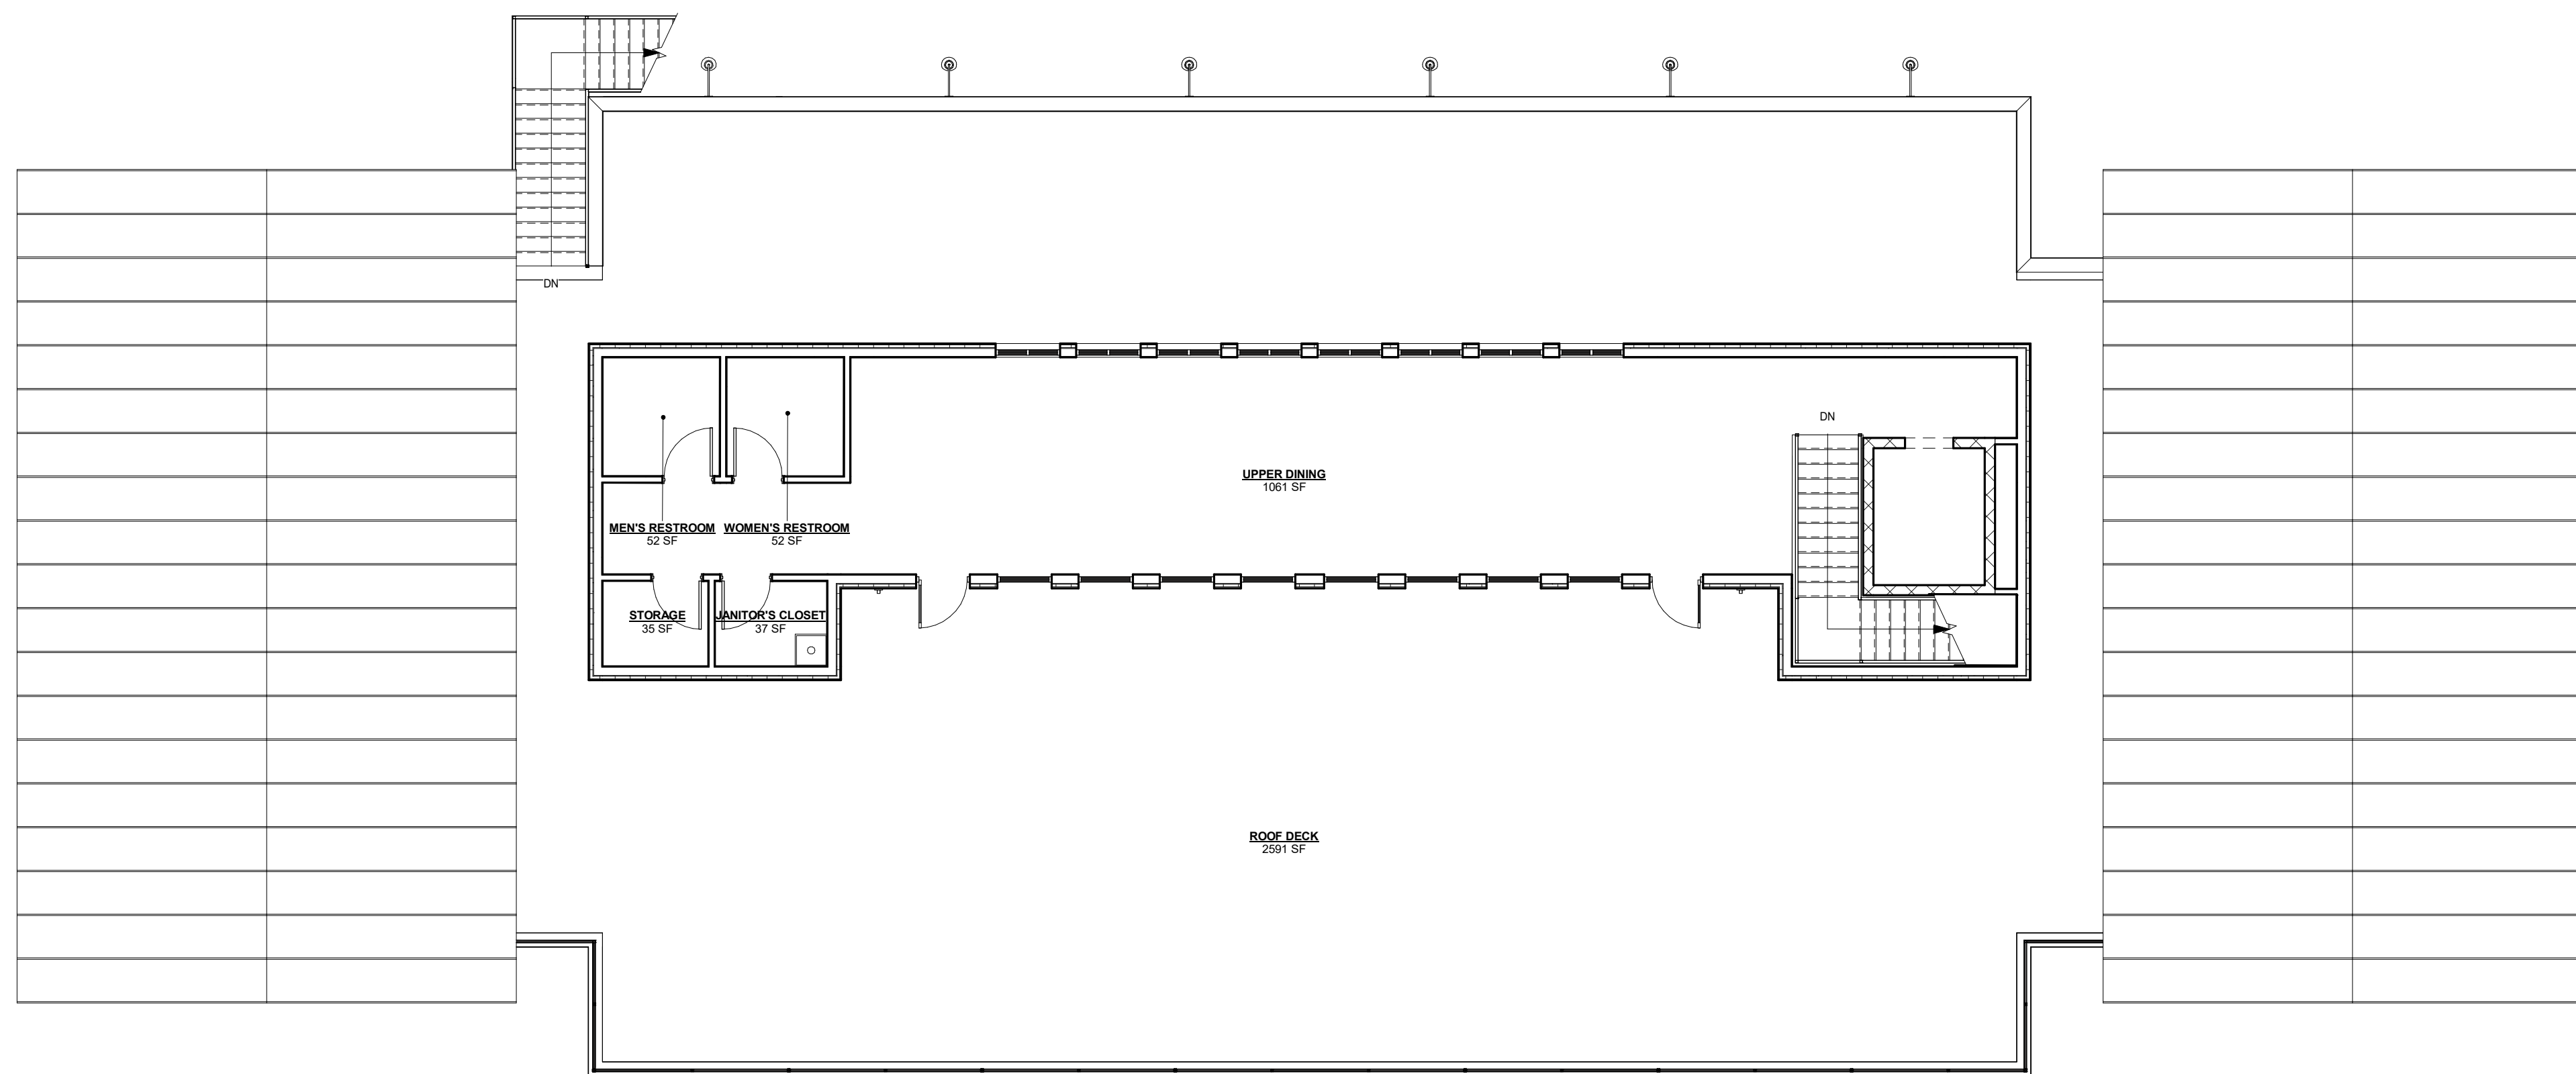 DN
DN
UPPER DINING
1061 SF
MEN'S RESTROOM
52 SF
WOMEN'S RESTROOM
52 SF
STORAGE
35 SF
JANITOR'S CLOSET
37 SF
ROOF DECK
2591 SF